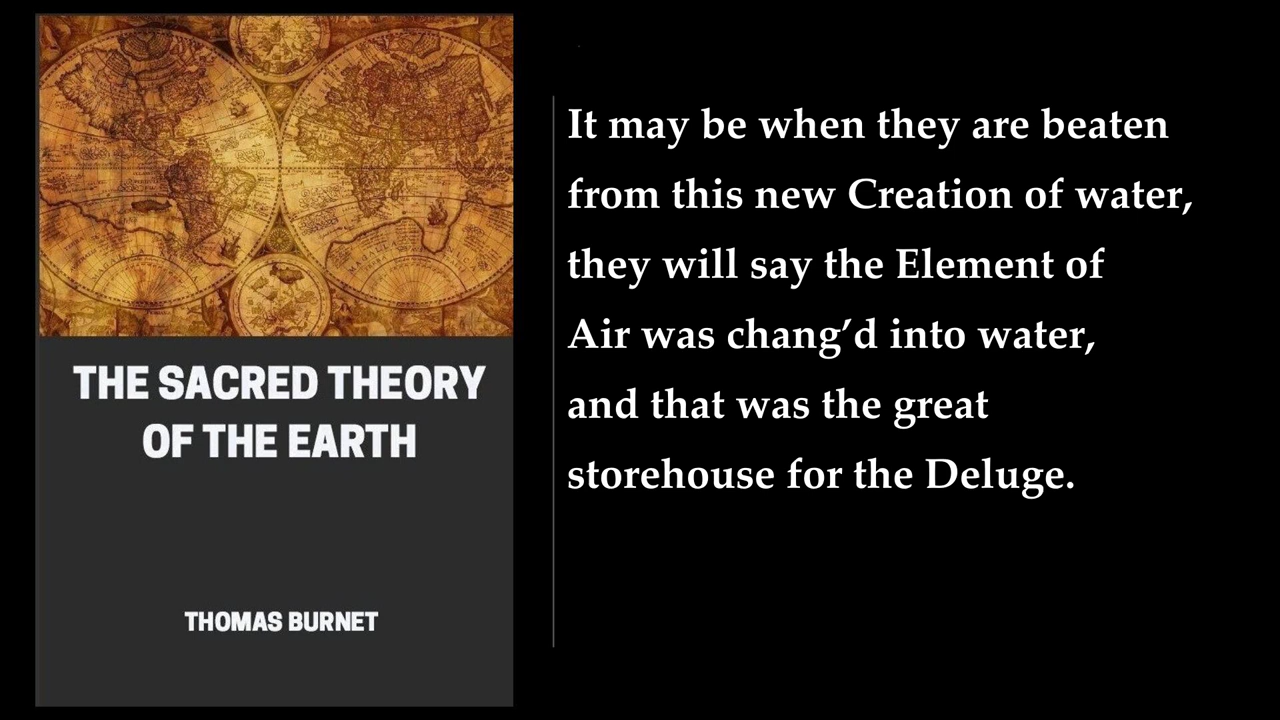 THE SACRED THEORY
OF THE EARTH
THOMAS BURNET
It may be when they are beaten
from this new Creation of water,
they will say the Element of
Air was chang’d into water,
and that was the great
storehouse for the Deluge.